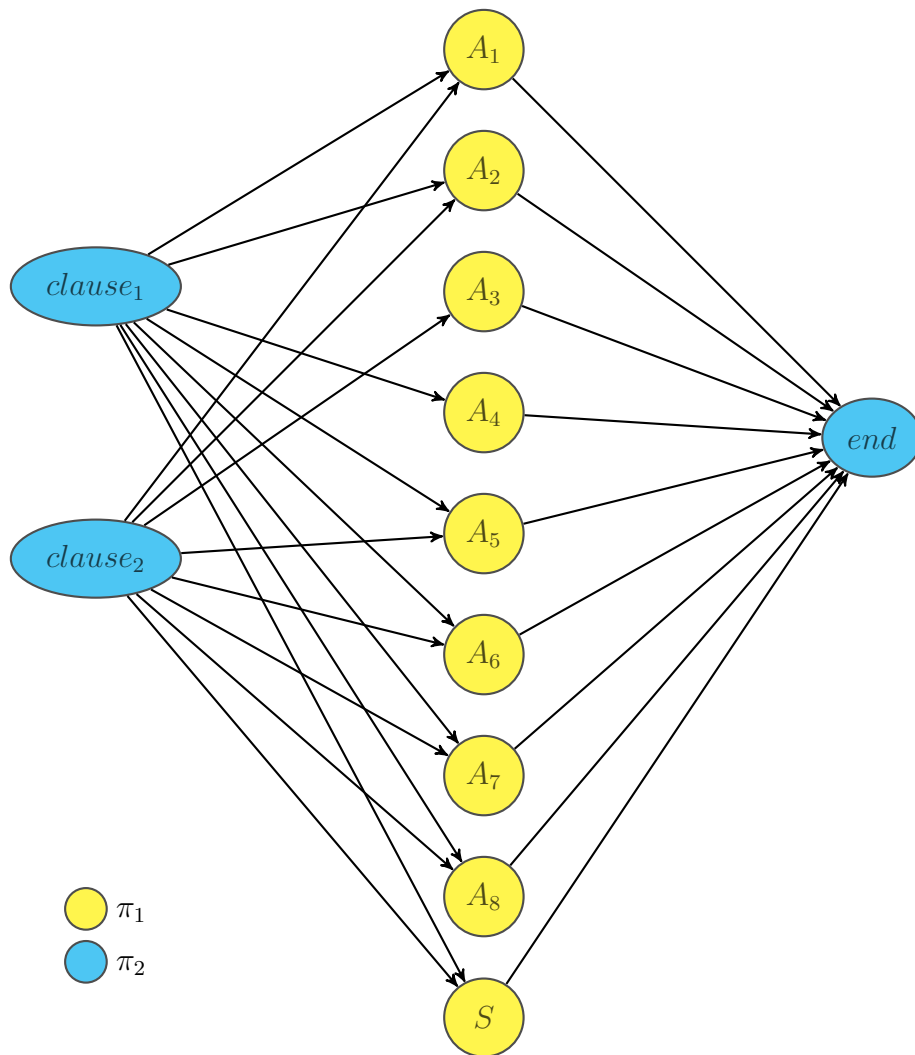 A₁
A₂
clause₁
A₃
A₄
end
A₅
clause₂
A₆
A₇
A₈
π₁
π₂
S